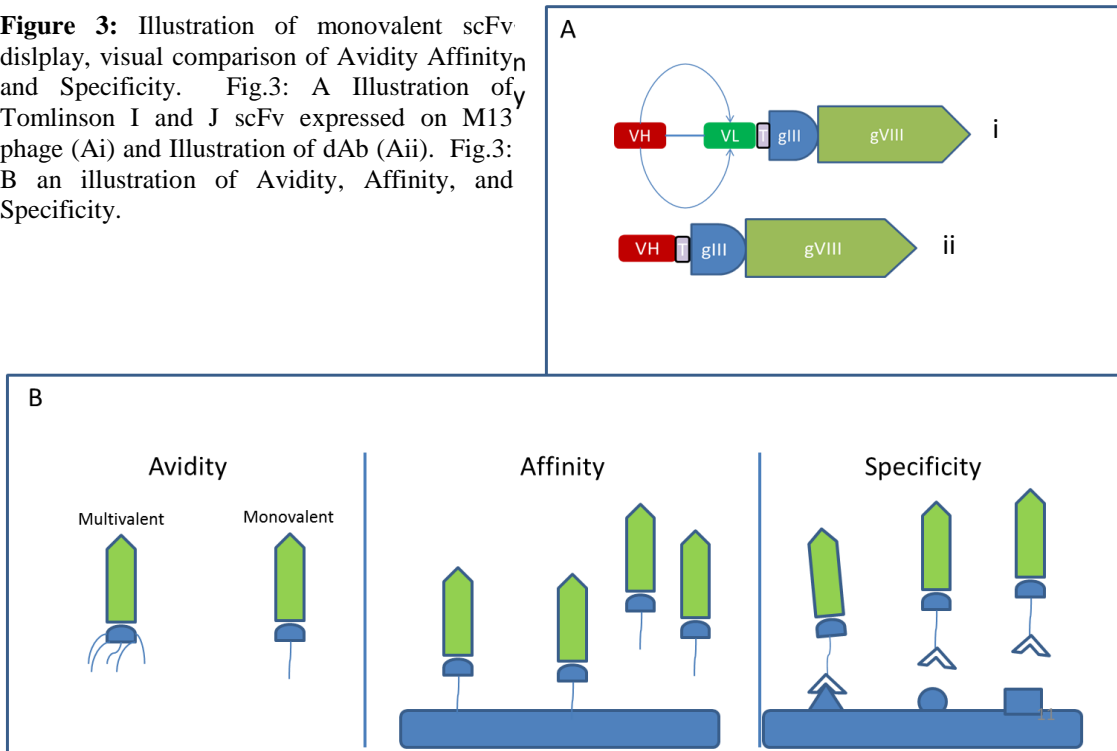 Figure 3: Illustration of monovalent scFv
dislplay, visual comparison of Avidity Affinity
and Specificity. Fig.3: A Illustration of
Tomlinson I and J scFv expressed on M13
phage (Ai) and Illustration of dAb (Aii). Fig.3:
B an illustration of Avidity, Affinity, and
Specificity.
n
y
A
VH VL T gIII gVIII i
VH T gIII gVIII ii
B
Avidity Affinity Specificity
Multivalent Monovalent
11